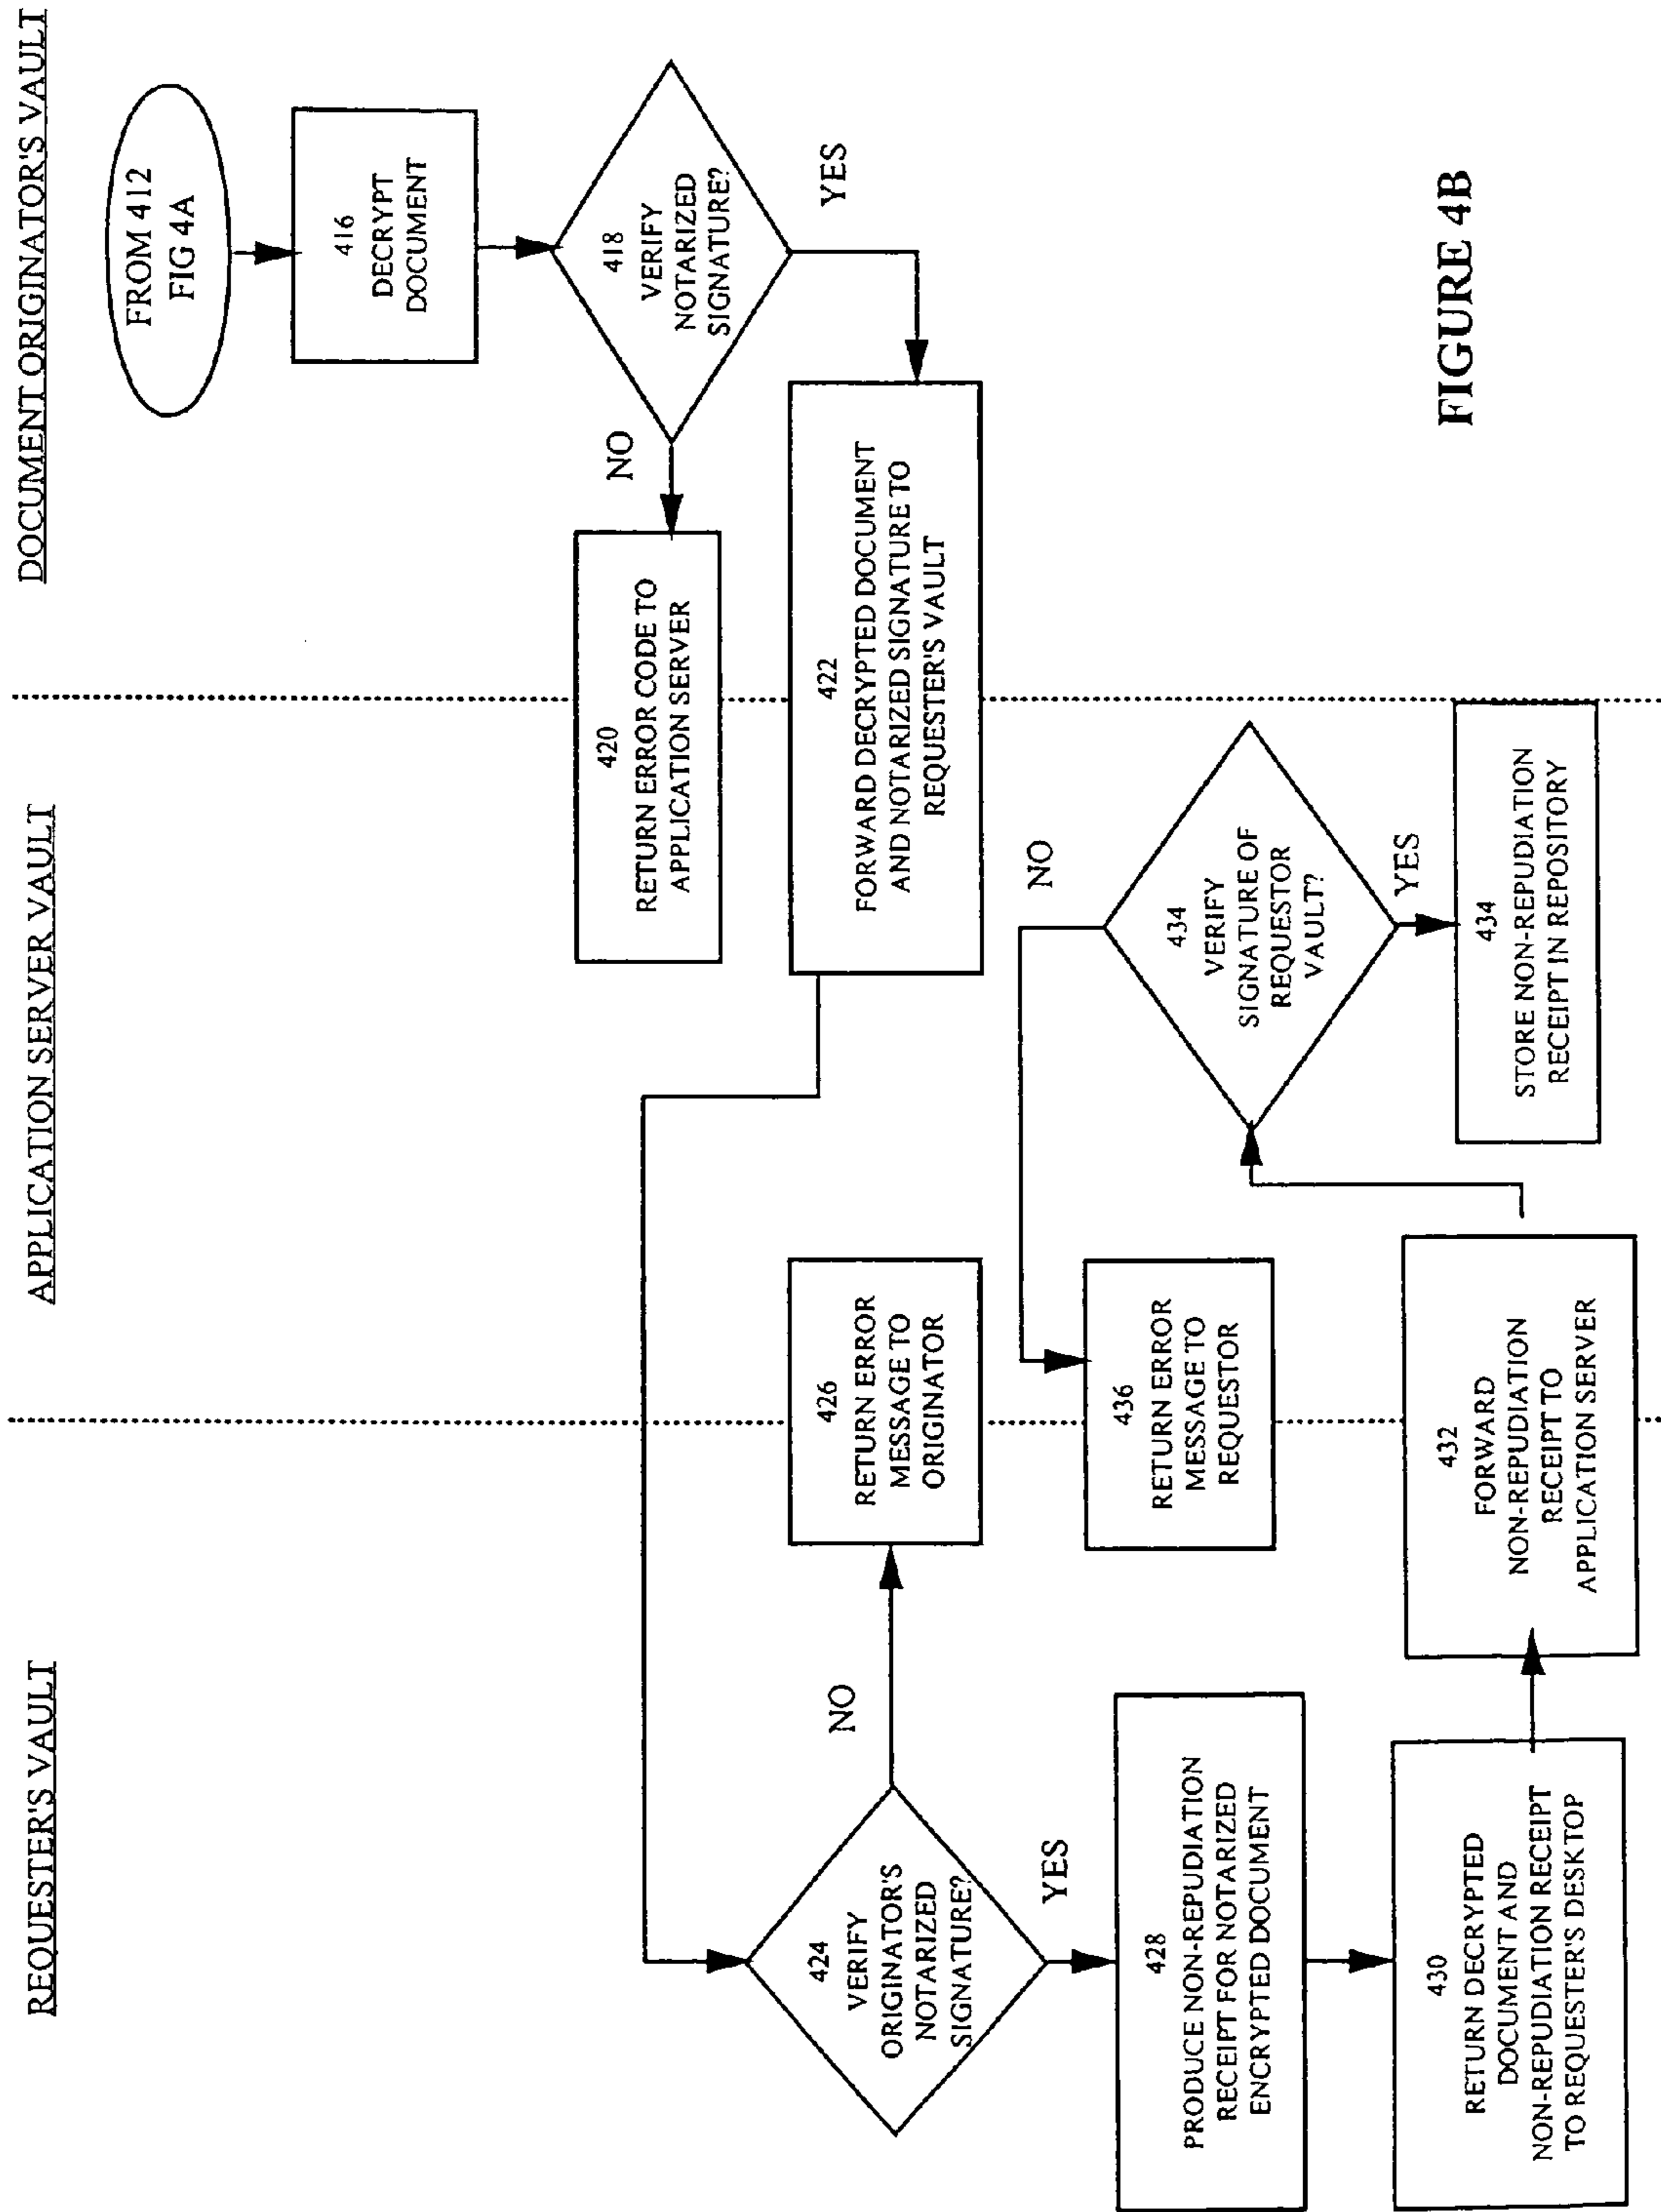 REQUESTER'S VAULT
APPLICATION SERVER VAULT
DOCUMENT ORIGINATOR'S VAULT
FROM 412
FIG 4A
416
DECRYPT
DOCUMENT
418
VERIFY
NOTARIZED
SIGNATURE?
NO
YES
420
RETURN ERROR CODE TO
APPLICATION SERVER
422
FORWARD DECRYPTED DOCUMENT
AND NOTARIZED SIGNATURE TO
REQUESTER'S VAULT
424
VERIFY
ORIGINATOR'S
NOTARIZED
SIGNATURE?
NO
YES
426
RETURN ERROR
MESSAGE TO
ORIGINATOR
428
PRODUCE NON-REPUDIATION
RECEIPT FOR NOTARIZED
ENCRYPTED DOCUMENT
430
RETURN DECRYPTED
DOCUMENT AND
NON-REPUDIATION RECEIPT
TO REQUESTER'S DESKTOP
432
FORWARD
NON-REPUDIATION
RECEIPT TO
APPLICATION SERVER
434
VERIFY
SIGNATURE OF
REQUESTOR
VAULT?
NO
YES
436
RETURN ERROR
MESSAGE TO
REQUESTOR
434
STORE NON-REPUDIATION
RECEIPT IN REPOSITORY
FIGURE 4B